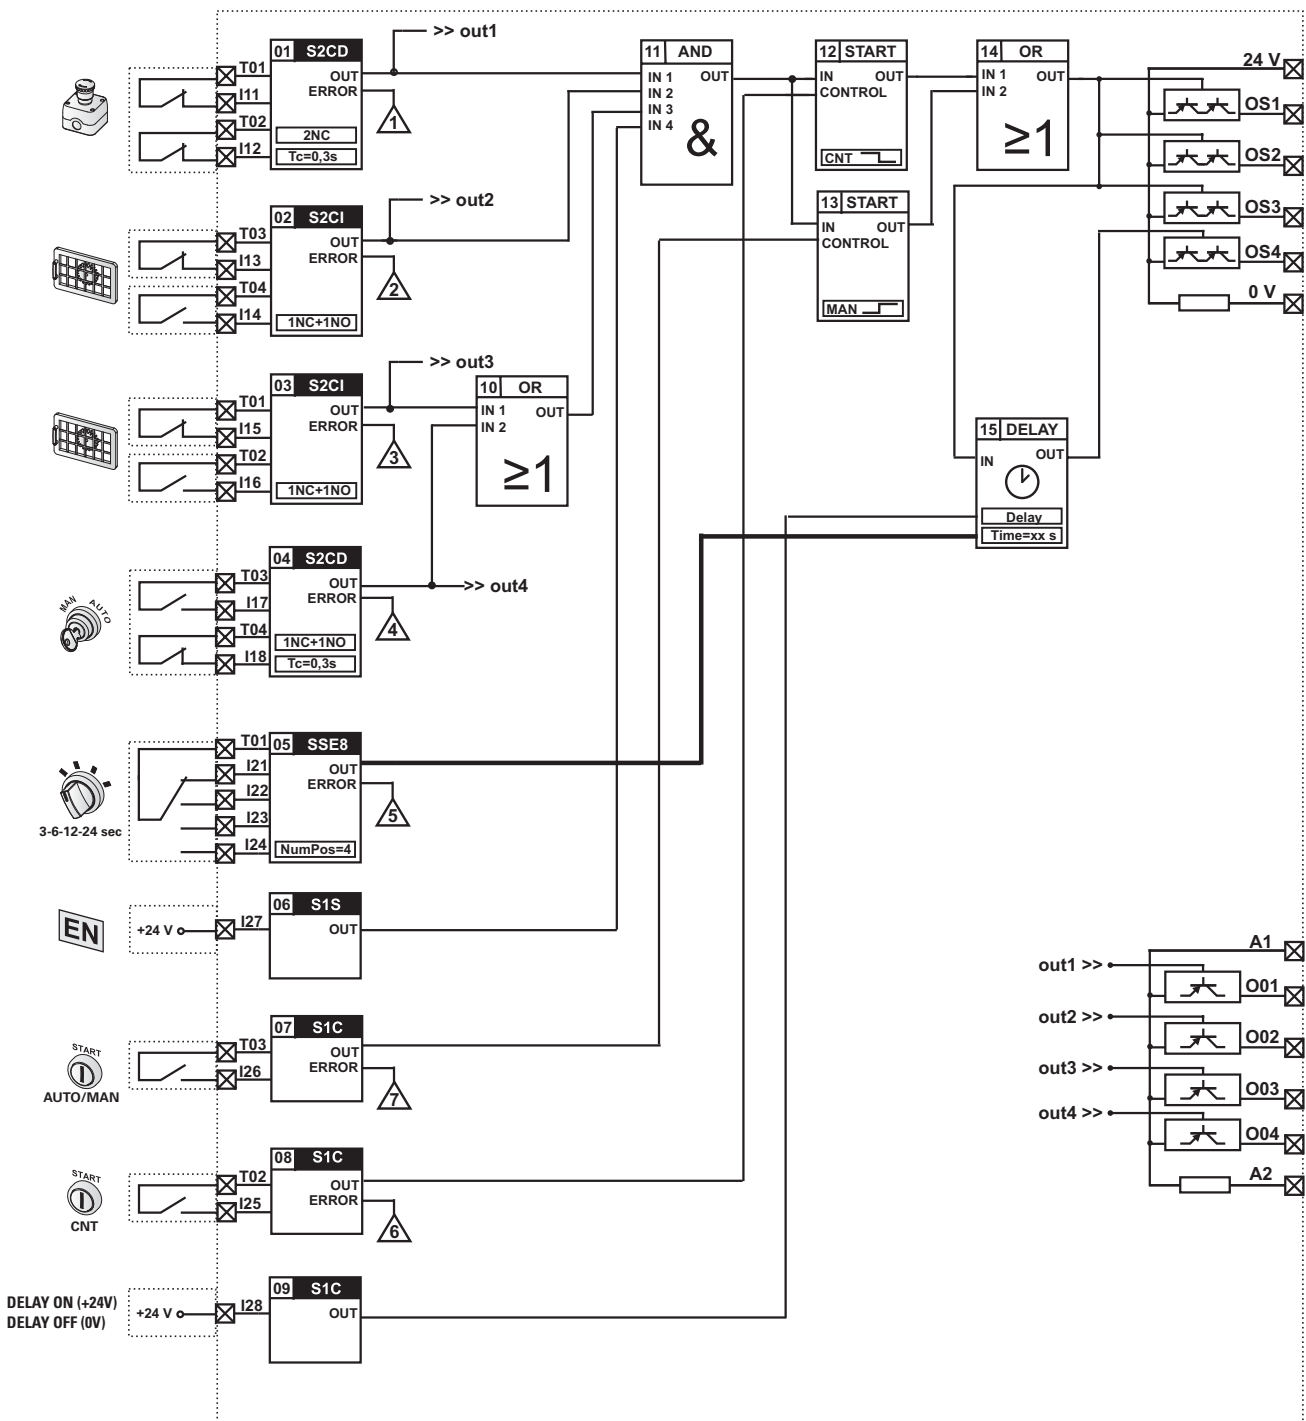 >> out1
01 S2CD
T01
I11
T02
I12
OUT
ERROR
2NC
Tc=0,3s
1
>> out2
02 S2CI
T03
I13
T04
I14
OUT
ERROR
1NC+1NO
2
>> out3
03 S2CI
T01
I15
T02
I16
OUT
ERROR
1NC+1NO
3
10 OR
IN 1 OUT
IN 2
≥1
MAN AUTO
04 S2CD
T03
I17
T04
I18
OUT
ERROR
1NC+1NO
Tc=0,3s
4
>> out4
3-6-12-24 sec
05 SSE8
T01
I21
I22
I23
I24
OUT
ERROR
NumPos=4
5
EN
+24 V
I27
06 S1S
OUT
START
AUTO/MAN
T03
I26
07 S1C
OUT
ERROR
7
START
CNT
T02
I25
08 S1C
OUT
ERROR
6
DELAY ON (+24V)
DELAY OFF (0V)
+24 V
I28
09 S1C
OUT
11 AND
IN 1 OUT
IN 2
IN 3
IN 4
&
12 START
IN OUT
CONTROL
CNT
13 START
IN OUT
CONTROL
MAN
14 OR
IN 1 OUT
IN 2
≥1
15 DELAY
IN OUT
Delay
Time=xx s
24 V
OS1
OS2
OS3
OS4
0 V
A1
out1 >>
O01
out2 >>
O02
out3 >>
O03
out4 >>
O04
A2